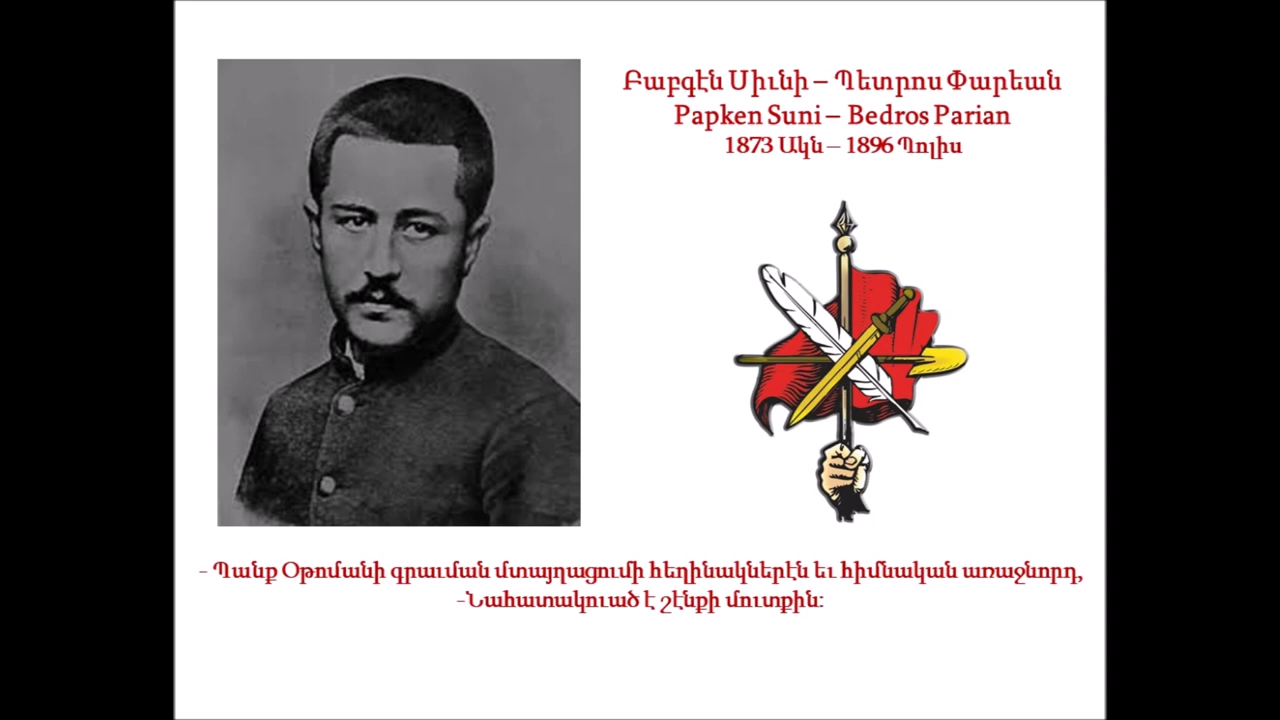 Բաբգէն Սիւնի – Պետրոս Փարեան
Papken Suni – Bedros Parian
1873 Ակն – 1896 Պոլիս
- Պանք Օթոմանի գրաւման մտայղացումի հեղինակներէն եւ հիմնական առաջնորդ,
-Նահատակուած է շէնքի մուտքին: